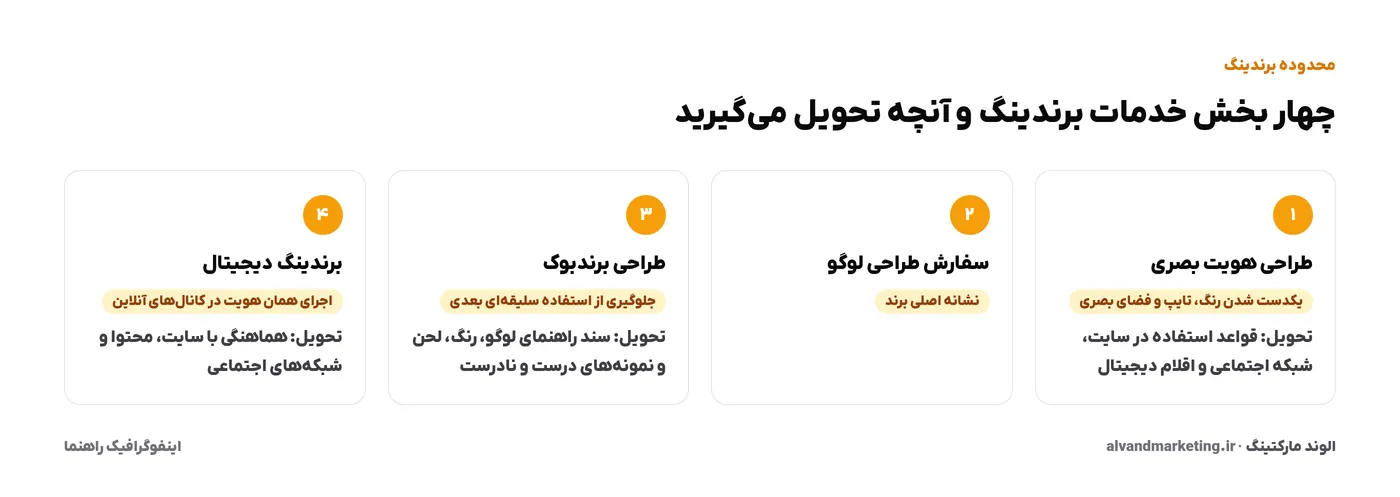 محدوده برندینگ
چهار بخش خدمات برندینگ و آنچه تحویل می‌گیرید
۱
طراحی هویت بصری
یکدست شدن رنگ، تایپ و فضای بصری
تحویل: قواعد استفاده در سایت،
شبکه اجتماعی و اقلام دیجیتال
۲
سفارش طراحی لوگو
نشانه اصلی برند
۳
طراحی برندبوک
جلوگیری از استفاده سلیقه‌ای بعدی
تحویل: سند راهنمای لوگو، رنگ، لحن
و نمونه‌های درست و نادرست
۴
برندینگ دیجیتال
اجرای همان هویت در کانال‌های آنلاین
تحویل: هماهنگی با سایت، محتوا و
شبکه‌های اجتماعی
الوند مارکتینگ · alvandmarketing.ir
اینفوگرافیک راهنما